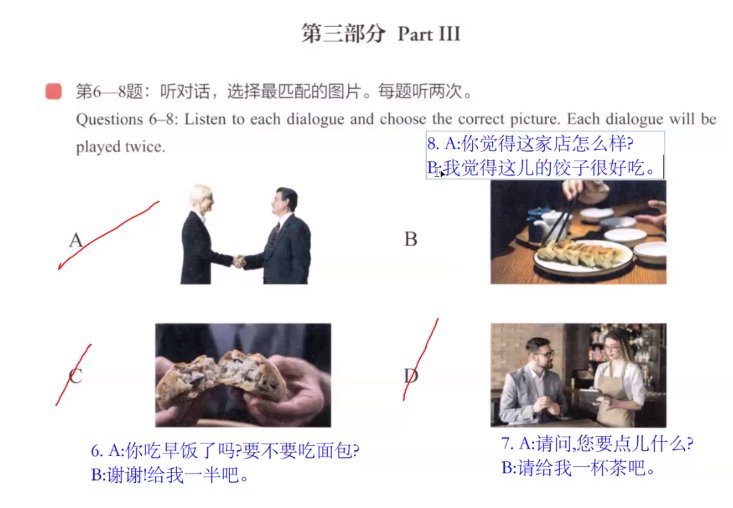 第三部分 Part III
第6—8题：听对话，选择最匹配的图片。每题听两次。
Questions 6–8: Listen to each dialogue and choose the correct picture. Each dialogue will be
played twice.
8. A:你觉得这家店怎么样?
B:我觉得这儿的饺子很好吃。
A
B
C
D
6. A:你吃早饭了吗?要不要吃面包?
B:谢谢!给我一半吧。
7. A:请问,您要点儿什么?
B:请给我一杯茶吧。